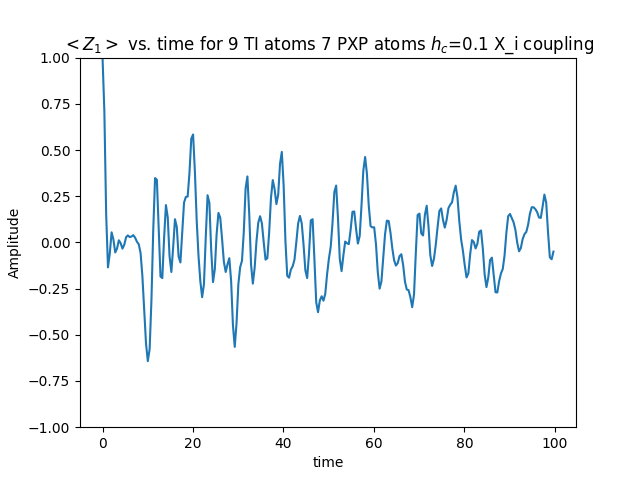 < Z₁ > vs. time for 9 TI atoms 7 PXP atoms h_c=0.1 X_i coupling
1.00
0.75
0.50
0.25
0.00
−0.25
−0.50
−0.75
−1.00
Amplitude
0 20 40 60 80 100
time